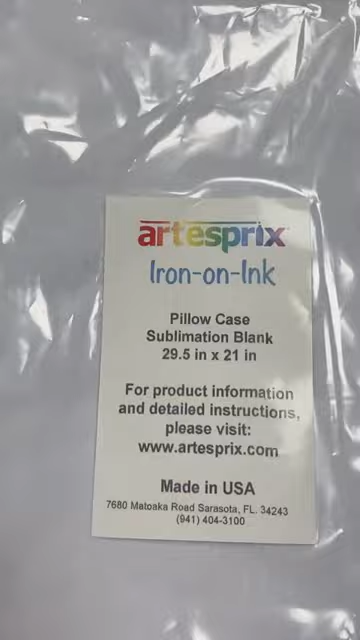 artesprix
Iron-on-Ink
Pillow Case
Sublimation Blank
29.5 in x 21 in
For product information
and detailed instructions,
please visit:
www.artesprix.com
Made in USA
7680 Matoaka Road Sarasota, FL. 34243
(941) 404-3100